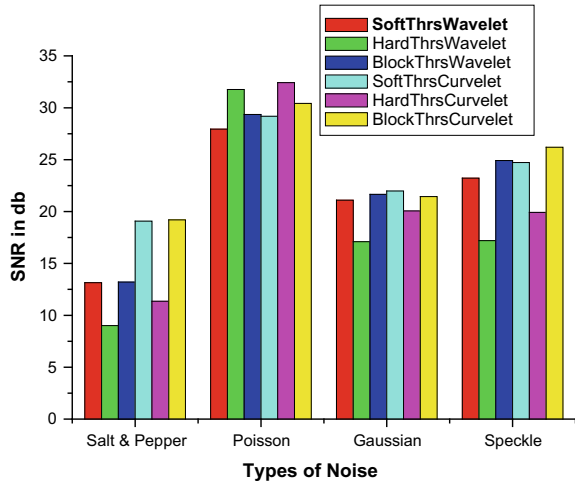 SoftThrsWavelet
HardThrsWavelet
BlockThrsWavelet
SoftThrsCurvelet
HardThrsCurvelet
BlockThrsCurvelet
35
30
25
20
15
10
5
0
SNR in db
Salt & Pepper Poisson Gaussian Speckle
Types of Noise